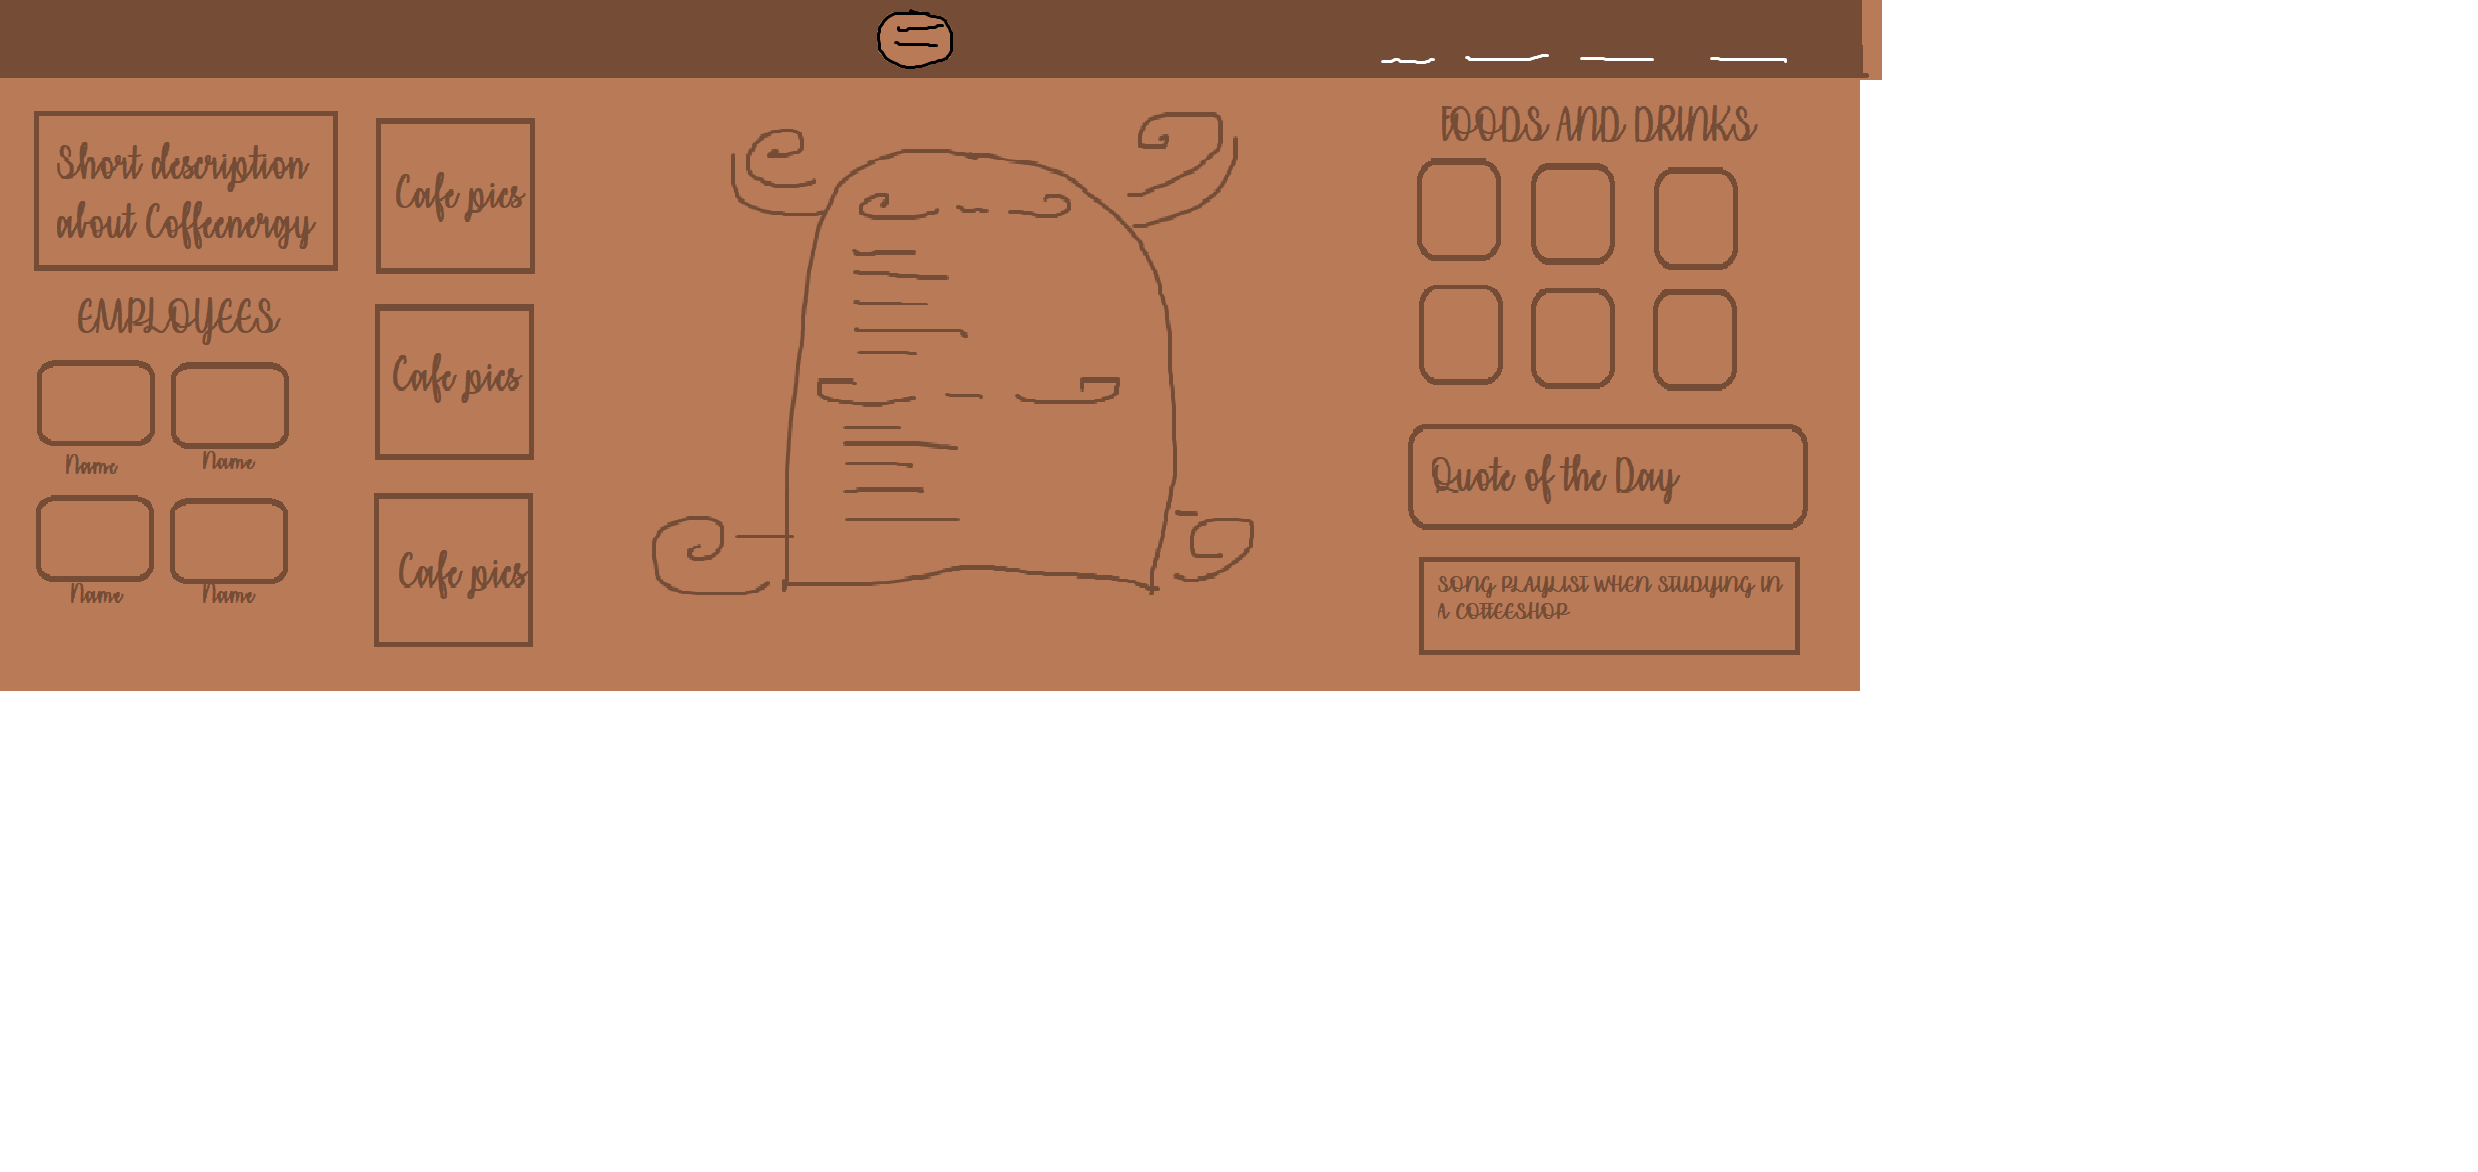 Short description
about Coffeenergy
EMPLOYEES
Name
Name
Name
Name
Cafe pics
Cafe pics
Cafe pics
FOODS AND DRINKS
Quote of the Day
SONG PLAYLIST WHEN STUDYING IN
A COFFEESHOP